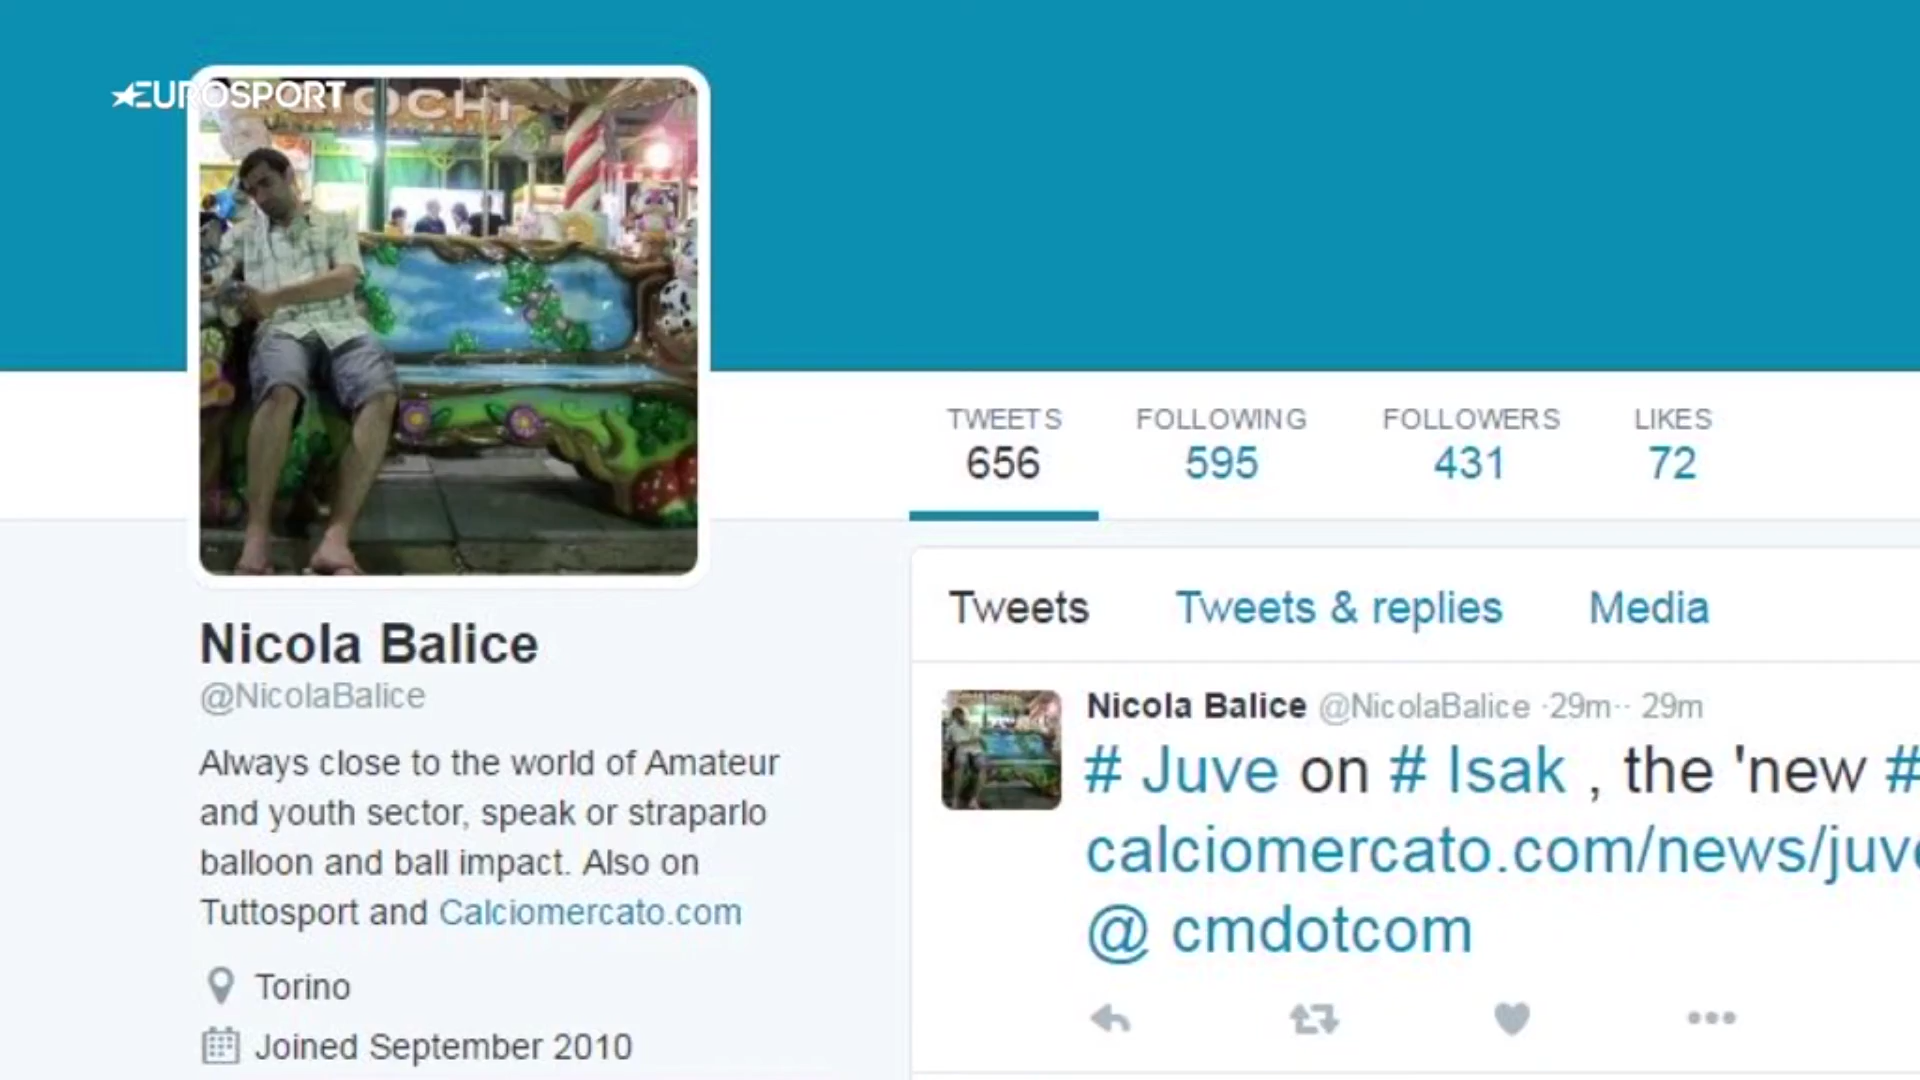 EUROSPORT
OCHI
TWEETS FOLLOWING FOLLOWERS LIKES
656 595 431 72
Nicola Balice
@NicolaBalice
Always close to the world of Amateur
and youth sector, speak or straparlo
balloon and ball impact. Also on
Tuttosport and Calciomercato.com
Torino
Joined September 2010
Tweets Tweets & replies Media
Nicola Balice @NicolaBalice ·29m·· 29m
# Juve on # Isak , the 'new #
calciomercato.com/news/juve
@ cmdotcom